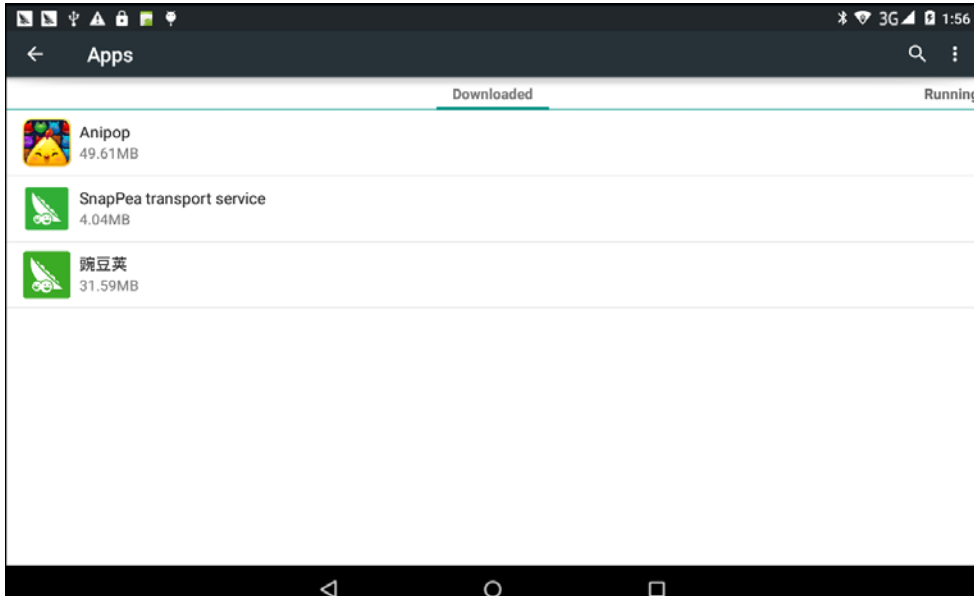 3G 1:56
Apps
Downloaded
Running
Anipop
49.61MB
SnapPea transport service
4.04MB
豌豆荚
31.59MB